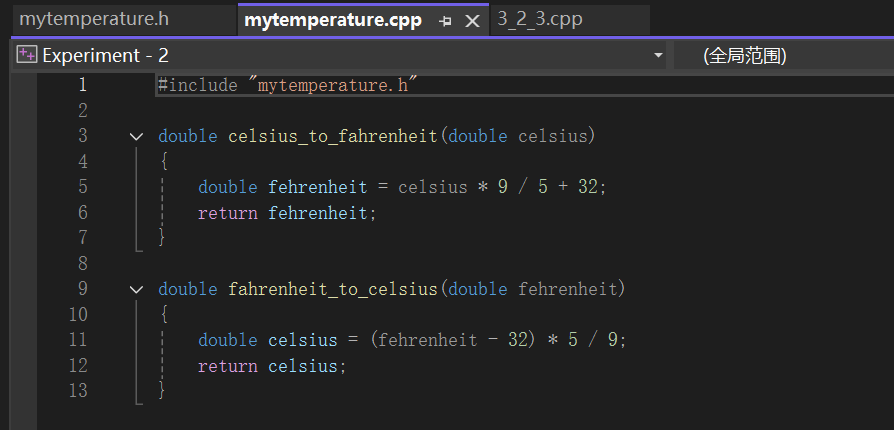 mytemperature.h mytemperature.cpp 3_2_3.cpp
Experiment - 2 (全局范围)
1 #include "mytemperature.h"
2
3 double celsius_to_fahrenheit(double celsius)
4 {
5 double fehrenheit = celsius * 9 / 5 + 32;
6 return fehrenheit;
7 }
8
9 double fahrenheit_to_celsius(double fehrenheit)
10 {
11 double celsius = (fehrenheit - 32) * 5 / 9;
12 return celsius;
13 }